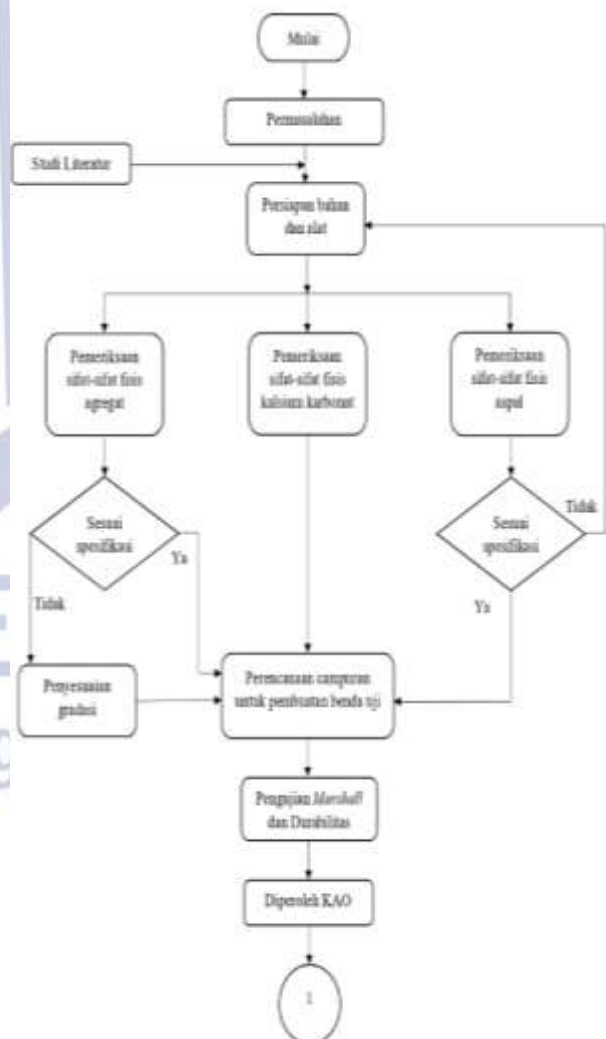 Mulai
Permasalahan
Studi Literatur
Persiapan bahan
dan alat
Pemeriksaan
sifat-sifat fisis
agregat
Pemeriksaan
sifat-sifat fisis
kalsium karbonat
Pemeriksaan
sifat-sifat fisis
aspal
Sesuai
spesifikasi
Ya
Tidak
Sesuai
spesifikasi
Tidak
Ya
Penyesuaian
gradasi
Perencanaan campuran
untuk pembuatan benda uji
Pengujian Marshall
dan Durabilitas
Diperoleh KAO
1